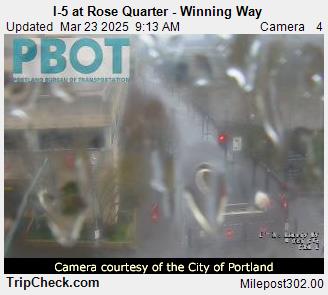 I-5 at Rose Quarter - Winning Way
Updated Mar 23 2025 9:13 AM Camera 4
PBOT
PORTLAND BUREAU OF TRANSPORTATION
Camera courtesy of the City of Portland
TripCheck.com Milepost302.00